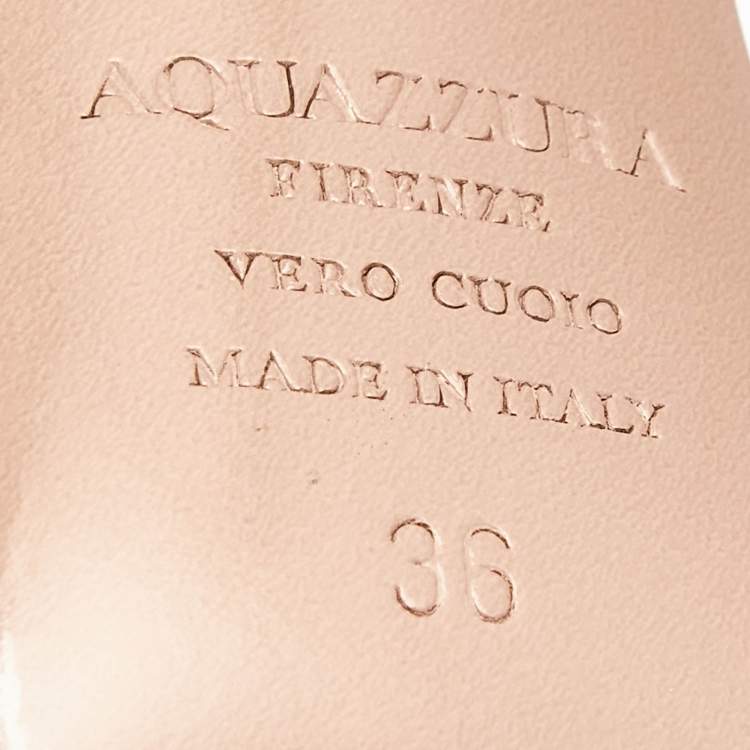 AQUAZZURA
FIRENZE
VERO CUOIO
MADE IN ITALY
36